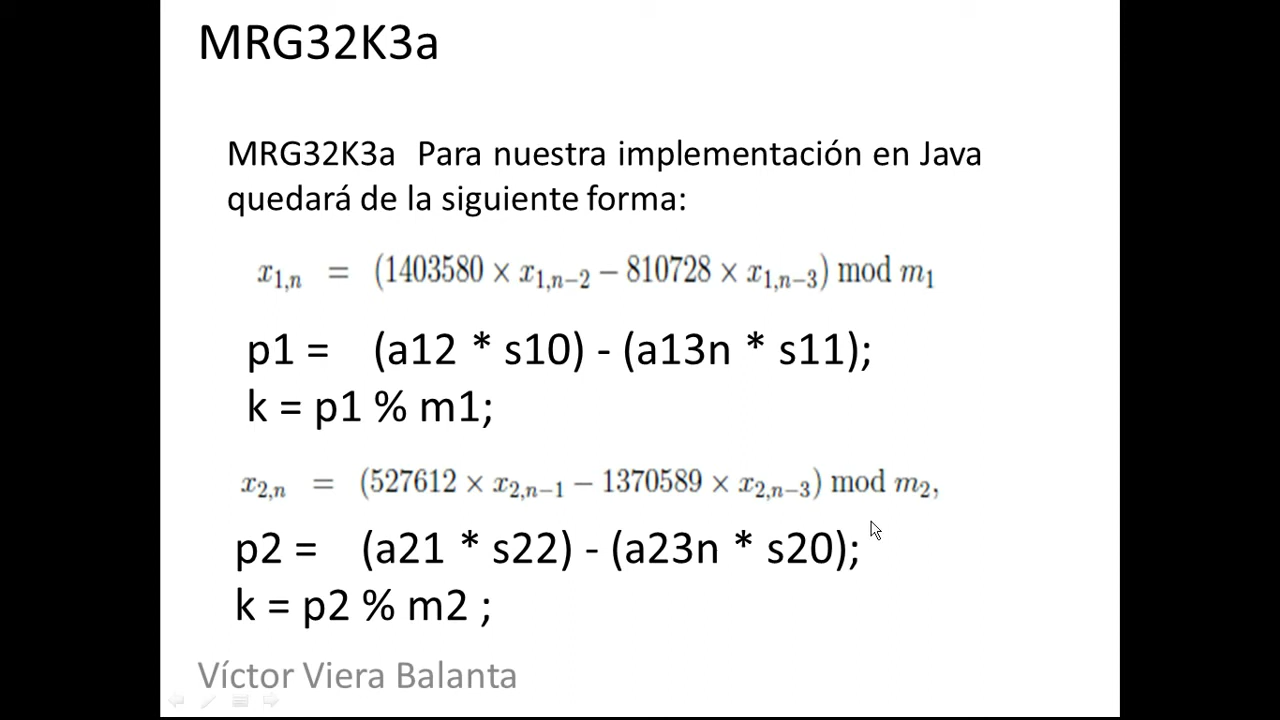 MRG32K3a
MRG32K3a Para nuestra implementación en Java
quedará de la siguiente forma:
x₁,ₙ = (1403580 × x₁,ₙ₋₂ − 810728 × x₁,ₙ₋₃) mod m₁
p1 = (a12 * s10) - (a13n * s11);
k = p1 % m1;
x₂,ₙ = (527612 × x₂,ₙ₋₁ − 1370589 × x₂,ₙ₋₃) mod m₂,
p2 = (a21 * s22) - (a23n * s20);
k = p2 % m2 ;
Víctor Viera Balanta